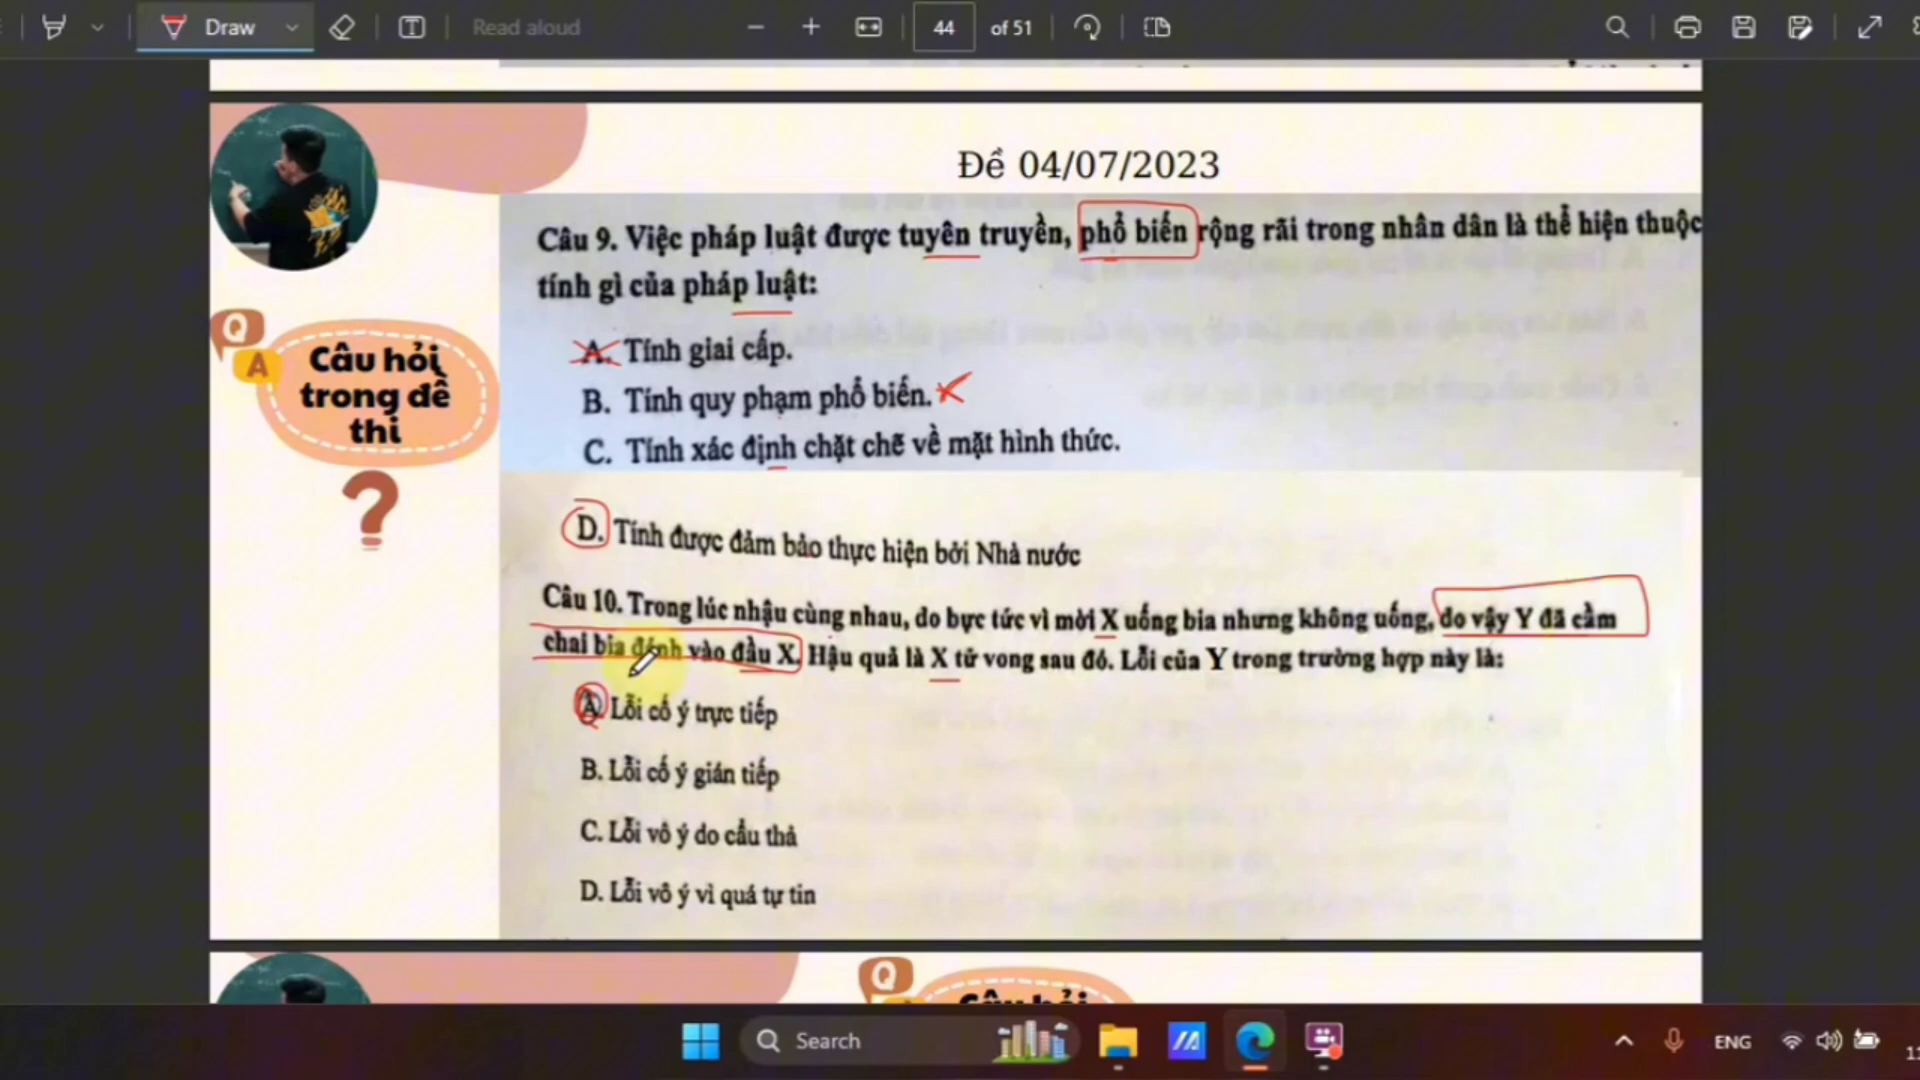 Draw
Read aloud
44
of 51
Đề 04/07/2023
Câu 9. Việc pháp luật được tuyên truyền, phổ biến rộng rãi trong nhân dân là thể hiện thuộc
tính gì của pháp luật:
A. Tính giai cấp.
B. Tính quy phạm phổ biến.
C. Tính xác định chặt chẽ về mặt hình thức.
D. Tính được đảm bảo thực hiện bởi Nhà nước
Q
A
Câu hỏi
trong đề
thi
?
Câu 10. Trong lúc nhậu cùng nhau, do bực tức vì mời X uống bia nhưng không uống, do vậy Y đã cầm
chai bia đánh vào đầu X. Hậu quả là X tử vong sau đó. Lỗi của Y trong trường hợp này là:
A. Lỗi cố ý trực tiếp
B. Lỗi cố ý gián tiếp
C. Lỗi vô ý do cẩu thả
D. Lỗi vô ý vì quá tự tin
Q
Câu hỏi
Search
ENG